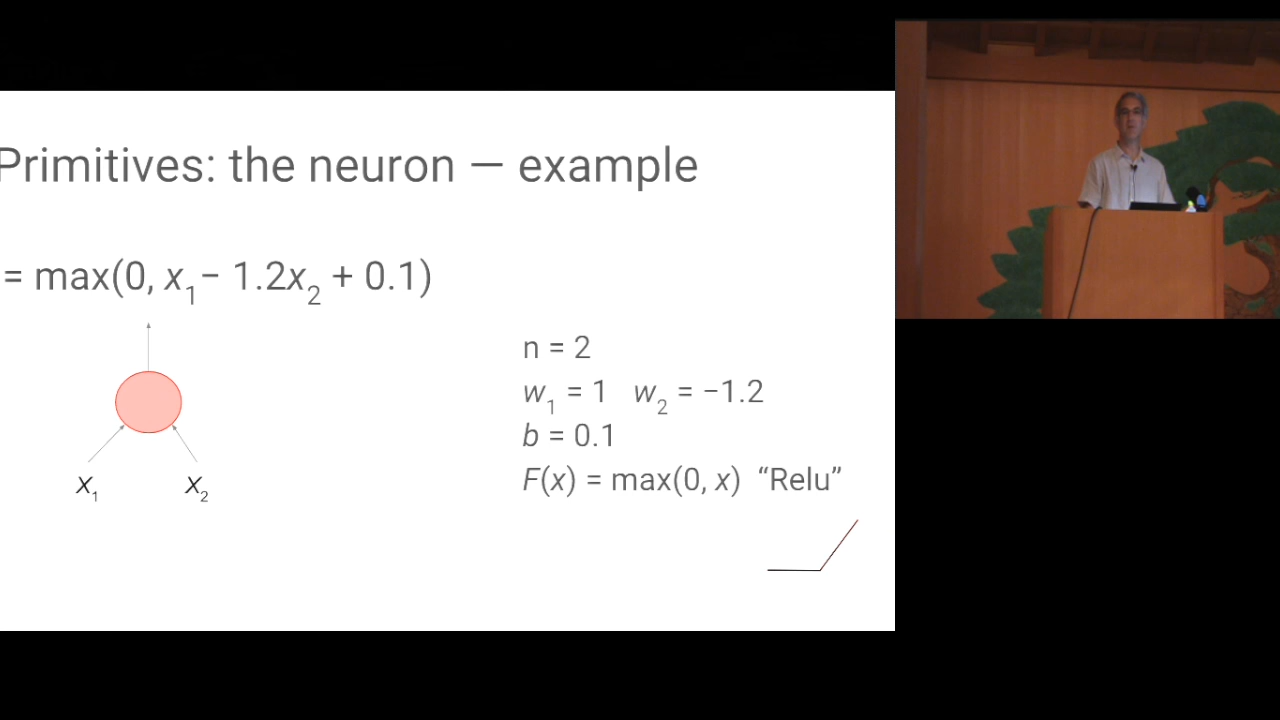 Primitives: the neuron — example
= max(0, x₁ − 1.2x₂ + 0.1)
n = 2
w₁ = 1 w₂ = −1.2
b = 0.1
F(x) = max(0, x) “Relu”
X₁ X₂